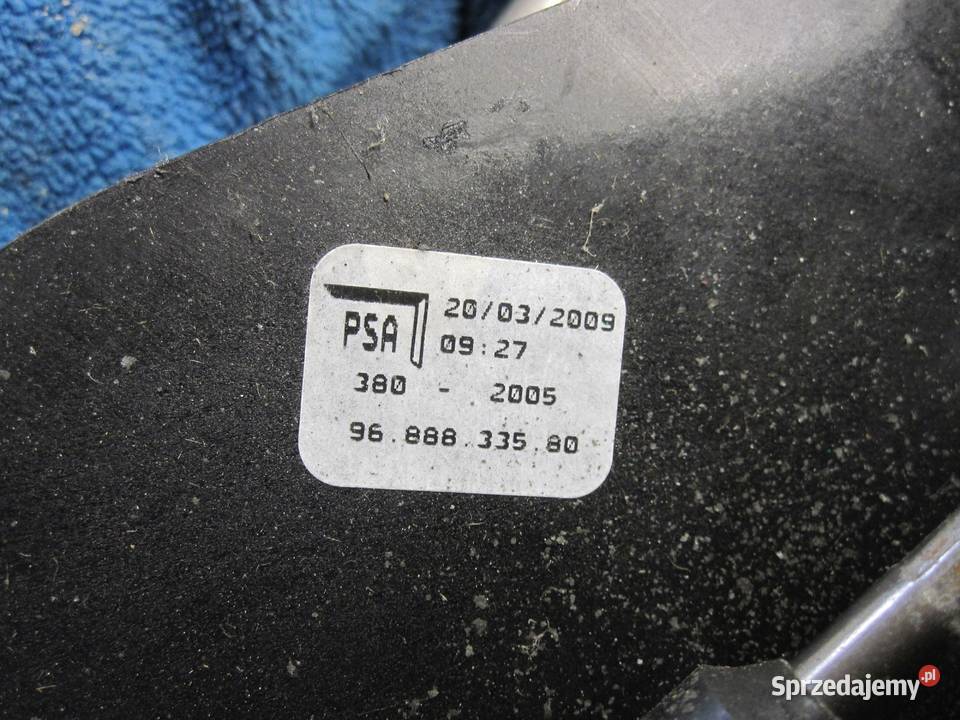 PSA 20/03/2009
09:27
380 - 2005
96.888.335.80
Sprzedajemy.pl